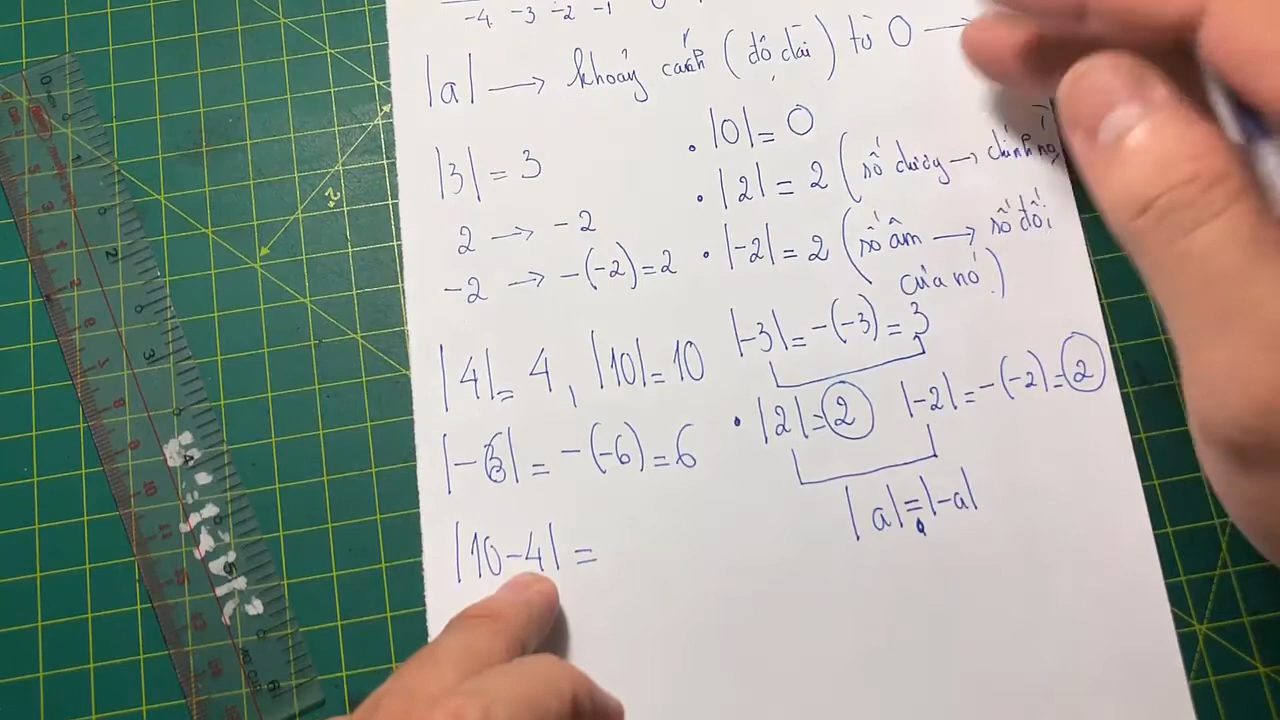 -4 -3 -2 -1 0
|a| → khoảng cách (độ dài) từ 0 →
|3| = 3
2 → -2
-2 → -(-2) = 2
. |0| = 0
. |2| = 2 (số dương → chính nó
. |-2| = 2 (số âm → số đối
của nó)
|4| = 4, |10| = 10
|-3| = -(-3) = 3
|-6| = -(-6) = 6
. |2| = 2 |-2| = -(-2) = 2
|a| = |-a|
|10-4| =